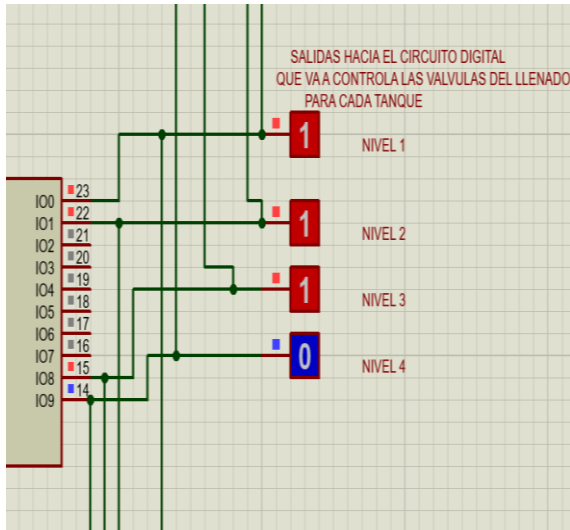 SALIDAS HACIA EL CIRCUITO DIGITAL
QUE VA A CONTROLA LAS VALVULAS DEL LLENADO
PARA CADA TANQUE
1
NIVEL 1
1
NIVEL 2
1
NIVEL 3
0
NIVEL 4
IO0 23
IO1 22
IO2 21
IO3 20
IO4 19
IO5 18
IO6 17
IO7 16
IO8 15
IO9 14